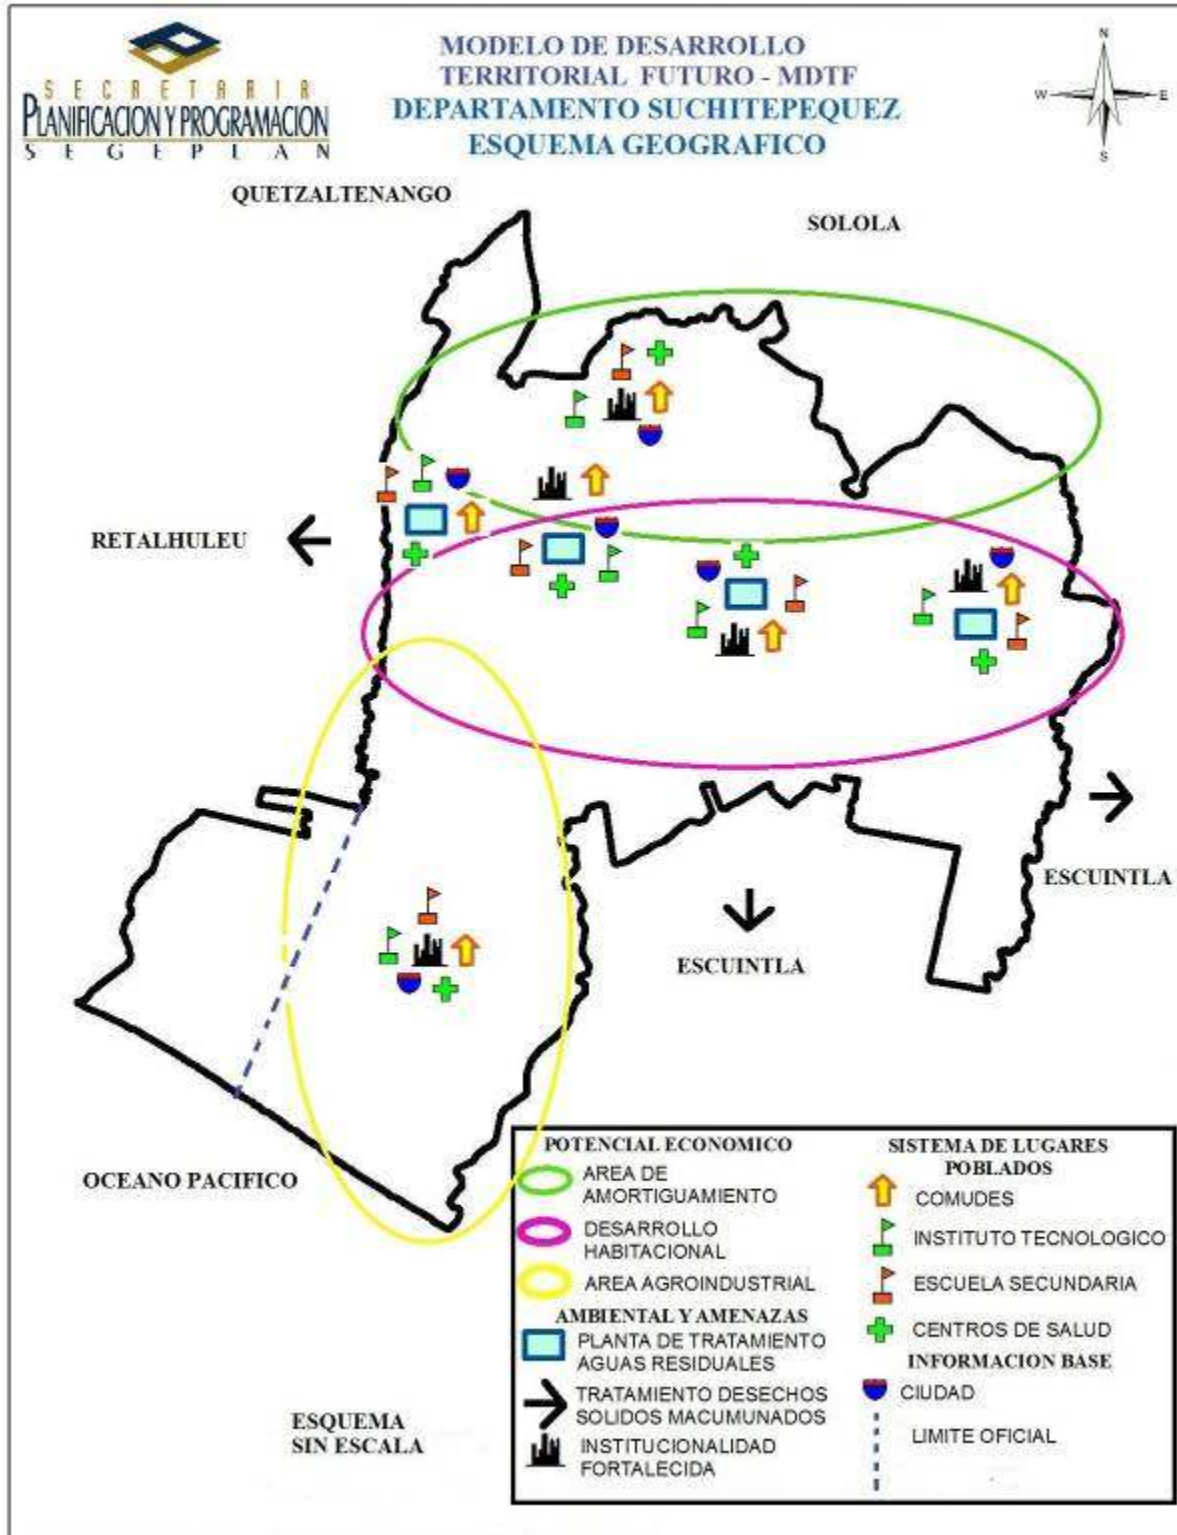 SECRETARIA
PLANIFICACION Y PROGRAMACION
SEGEPLAN
MODELO DE DESARROLLO
TERRITORIAL FUTURO - MDTF
DEPARTAMENTO SUCHITEPEQUEZ
ESQUEMA GEOGRAFICO
N
W
E
S
QUETZALTENANGO
SOLOLA
RETALHULEU
ESCUINTLA
ESCUINTLA
OCEANO PACIFICO
ESQUEMA
SIN ESCALA
POTENCIAL ECONOMICO
AREA DE
AMORTIGUAMIENTO
DESARROLLO
HABITACIONAL
AREA AGROINDUSTRIAL
AMBIENTAL Y AMENAZAS
PLANTA DE TRATAMIENTO
AGUAS RESIDUALES
TRATAMIENTO DESECHOS
SOLIDOS MACUMUNADOS
INSTITUCIONALIDAD
FORTALECIDA
SISTEMA DE LUGARES
POBLADOS
COMUDES
INSTITUTO TECNOLOGICO
ESCUELA SECUNDARIA
CENTROS DE SALUD
INFORMACION BASE
CIUDAD
LIMITE OFICIAL